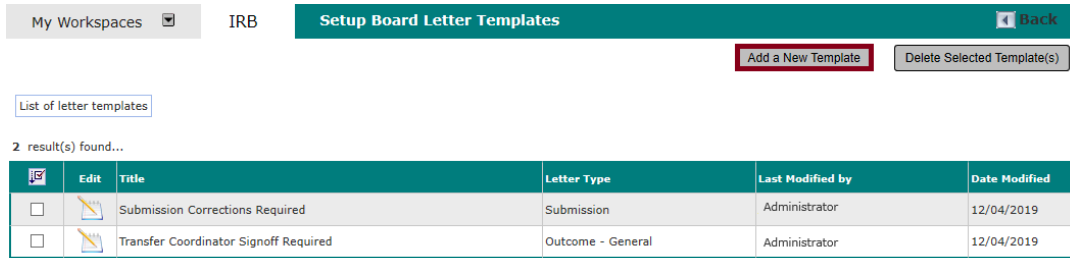 My Workspaces IRB Setup Board Letter Templates Back
Add a New Template Delete Selected Template(s)
List of letter templates
2 result(s) found...
Edit Title Letter Type Last Modified by Date Modified
Submission Corrections Required Submission Administrator 12/04/2019
Transfer Coordinator Signoff Required Outcome - General Administrator 12/04/2019